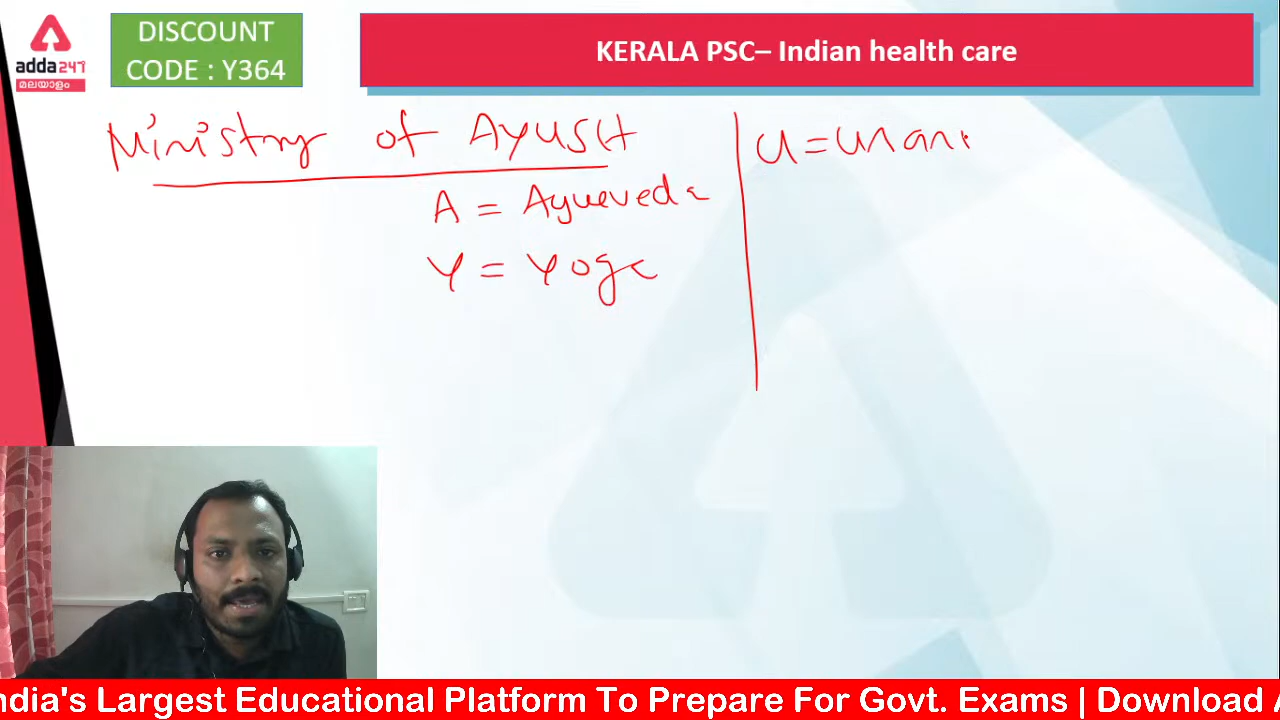 adda247
മലയാളം
DISCOUNT
CODE : Y364
KERALA PSC– Indian health care
Ministry of AYUSH
A = Ayurveda
Y = Yoga
U = Unani
ndia's Largest Educational Platform To Prepare For Govt. Exams | Download A